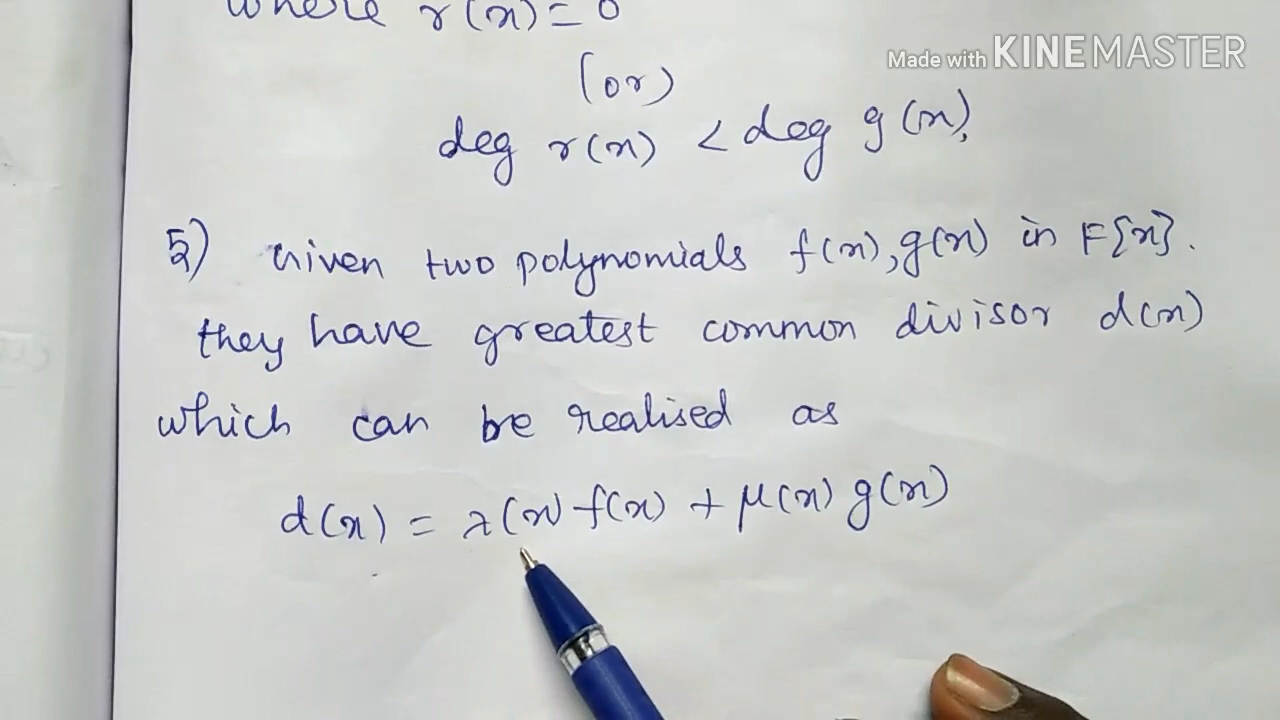 where r(x) = 0
Made with KINEMASTER
(or)
deg r(x) < deg g(x),
5) Given two polynomials f(x), g(x) in F{x}.
they have greatest common divisor d(x)
which can be realised as
d(x) = λ(x) f(x) + μ(x) g(x)